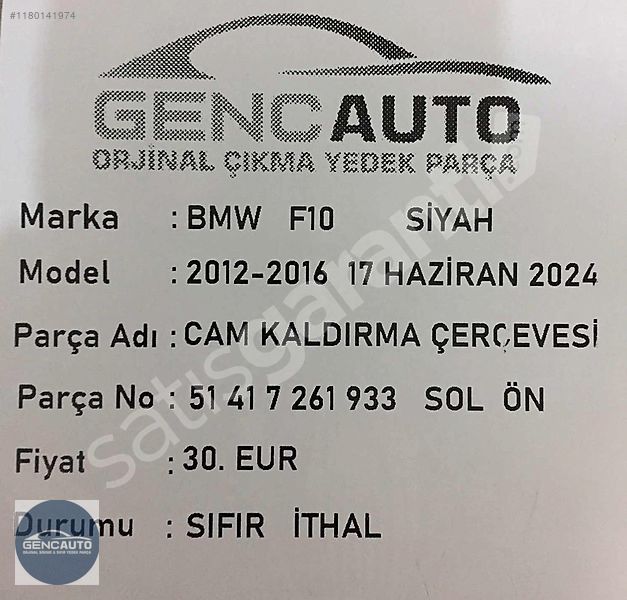 #1180141974
GENCAUTO
ORJİNAL ÇIKMA YEDEK PARÇA
Marka : BMW F10 SİYAH
Model : 2012-2016 17 HAZİRAN 2024
Parça Adı : CAM KALDIRMA ÇERÇEVESİ
Parça No : 51 41 7 261 933 SOL ÖN
Fiyat : 30. EUR
Durumu : SIFIR İTHAL
GENCAUTO
satisgaranti